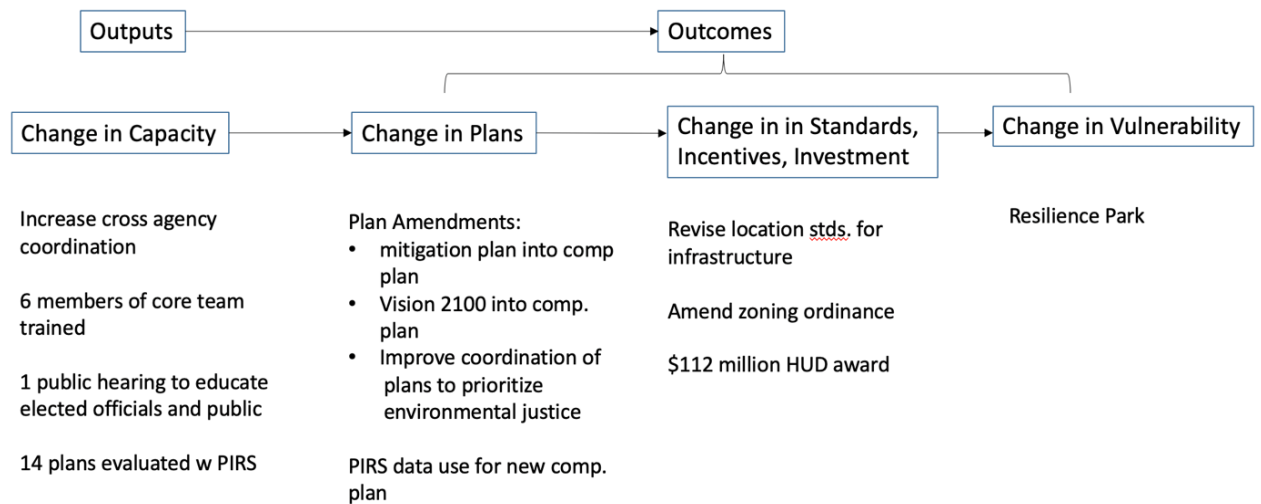 Outputs
Outcomes
Change in Capacity
Change in Plans
Change in in Standards,
Incentives, Investment
Change in Vulnerability
Increase cross agency
coordination
6 members of core team
trained
1 public hearing to educate
elected officials and public
14 plans evaluated w PIRS
Plan Amendments:
• mitigation plan into comp
plan
• Vision 2100 into comp.
plan
• Improve coordination of
plans to prioritize
environmental justice
PIRS data use for new comp.
plan
Revise location stds. for
infrastructure
Amend zoning ordinance
$112 million HUD award
Resilience Park